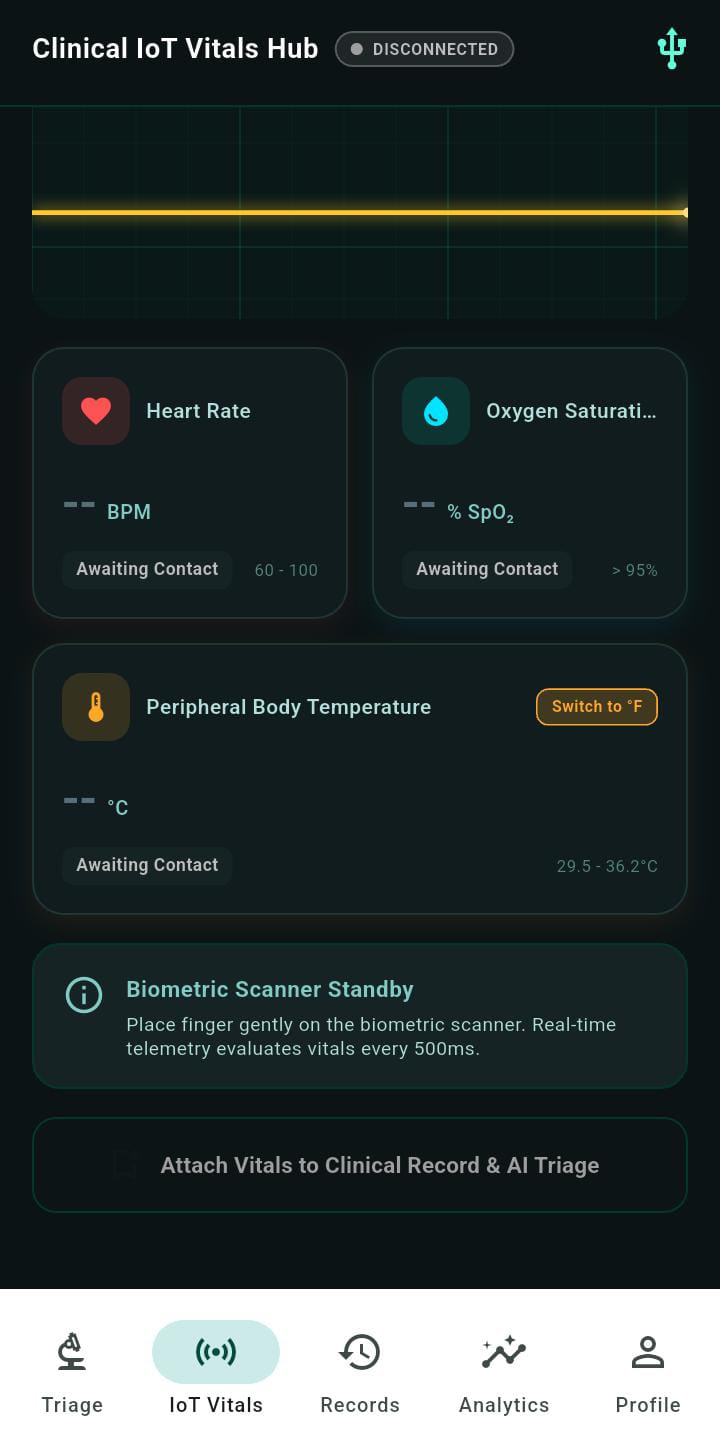 Clinical IoT Vitals Hub
DISCONNECTED
Heart Rate
-- BPM
Awaiting Contact
60 - 100
Oxygen Saturati...
-- % SpO₂
Awaiting Contact
> 95%
Peripheral Body Temperature
Switch to °F
-- °C
Awaiting Contact
29.5 - 36.2°C
Biometric Scanner Standby
Place finger gently on the biometric scanner. Real-time
telemetry evaluates vitals every 500ms.
Attach Vitals to Clinical Record & AI Triage
Triage
IoT Vitals
Records
Analytics
Profile